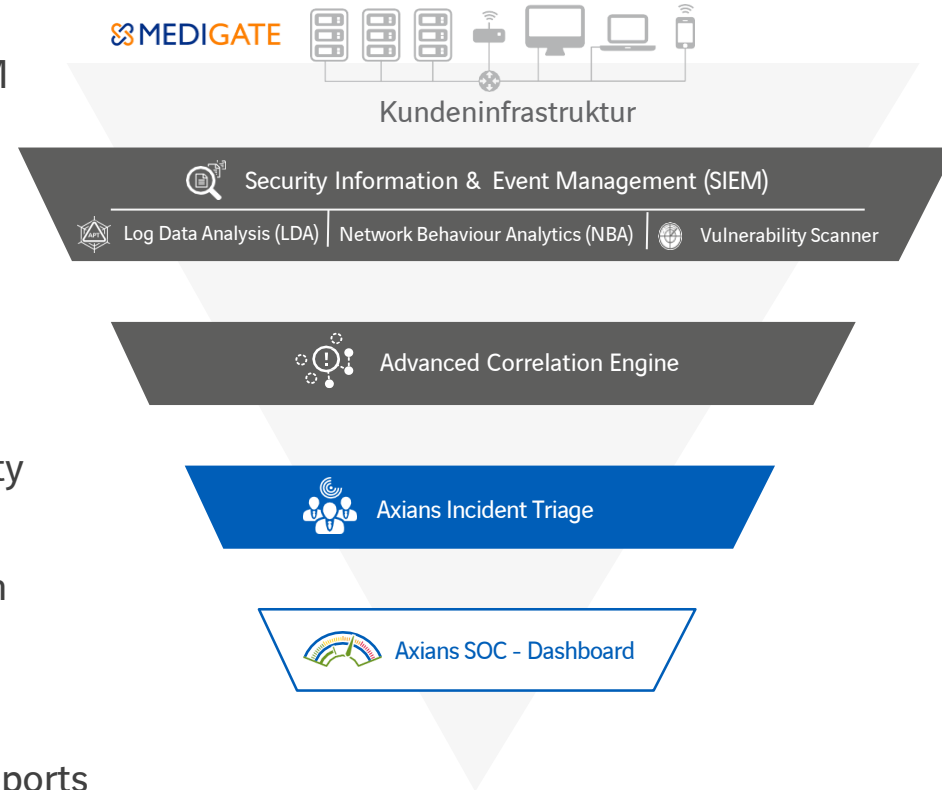 MEDIGATE
Kundeninfrastruktur
Security Information & Event Management (SIEM)
APT
Log Data Analysis (LDA)
Network Behaviour Analytics (NBA)
Vulnerability Scanner
Advanced Correlation Engine
Axians Incident Triage
Axians SOC - Dashboard
ports